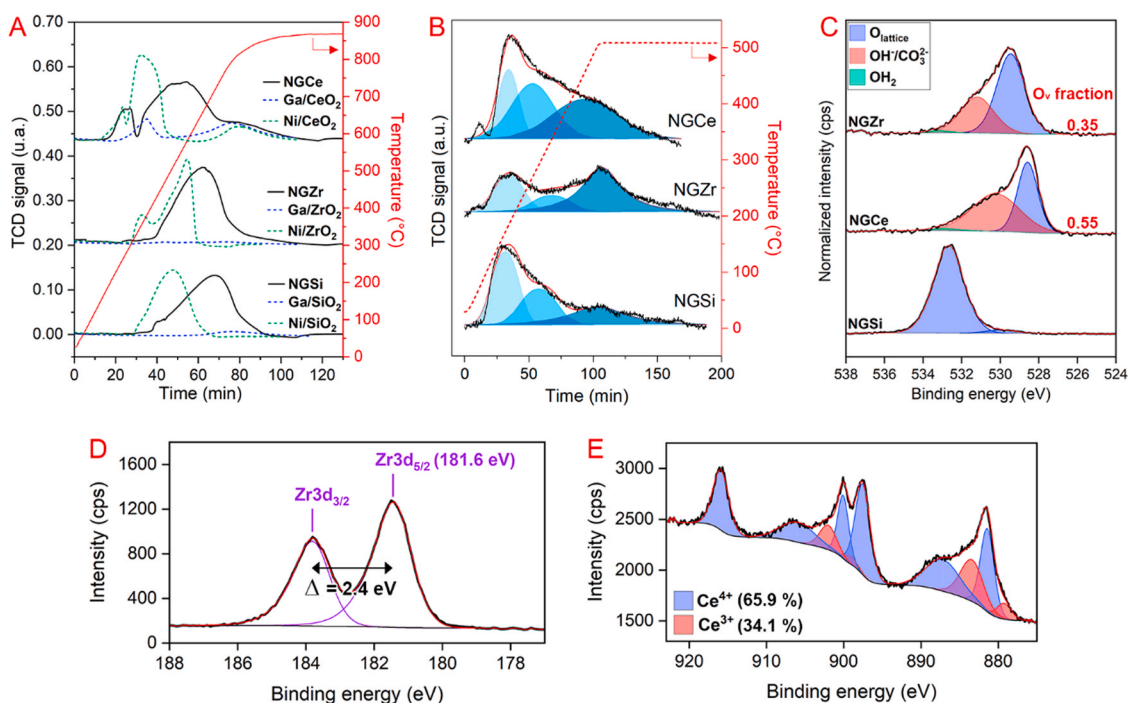 A
TCD signal (u.a.)
0.70
0.60
0.50
0.40
0.30
0.20
0.10
0.00
NGCe
Ga/CeO₂
Ni/CeO₂
NGZr
Ga/ZrO₂
Ni/ZrO₂
NGSi
Ga/SiO₂
Ni/SiO₂
0 20 40 60 80 100 120
Time (min)
900
800
700
600
500
400
300
200
100
0
Temperature (°C)
B
TCD signal (a.u.)
NGCe
NGZr
NGSi
0 50 100 150 200
Time (min)
500
450
400
350
300
250
200
150
100
50
0
Temperature (°C)
C
Normalized intensity (cps)
O lattice
OH⁻/CO₃²⁻
OH₂
Oᵥ fraction
NGZr
0.35
NGCe
0.55
NGSi
538 536 534 532 530 528 526 524
Binding energy (eV)
D
Intensity (cps)
1600
1200
800
400
0
Zr3d5/2 (181.6 eV)
Zr3d3/2
Δ = 2.4 eV
188 186 184 182 180 178
Binding energy (eV)
E
Intensity (cps)
3000
2500
2000
1500
Ce⁴⁺ (65.9 %)
Ce³⁺ (34.1 %)
920 910 900 890 880
Binding energy (eV)